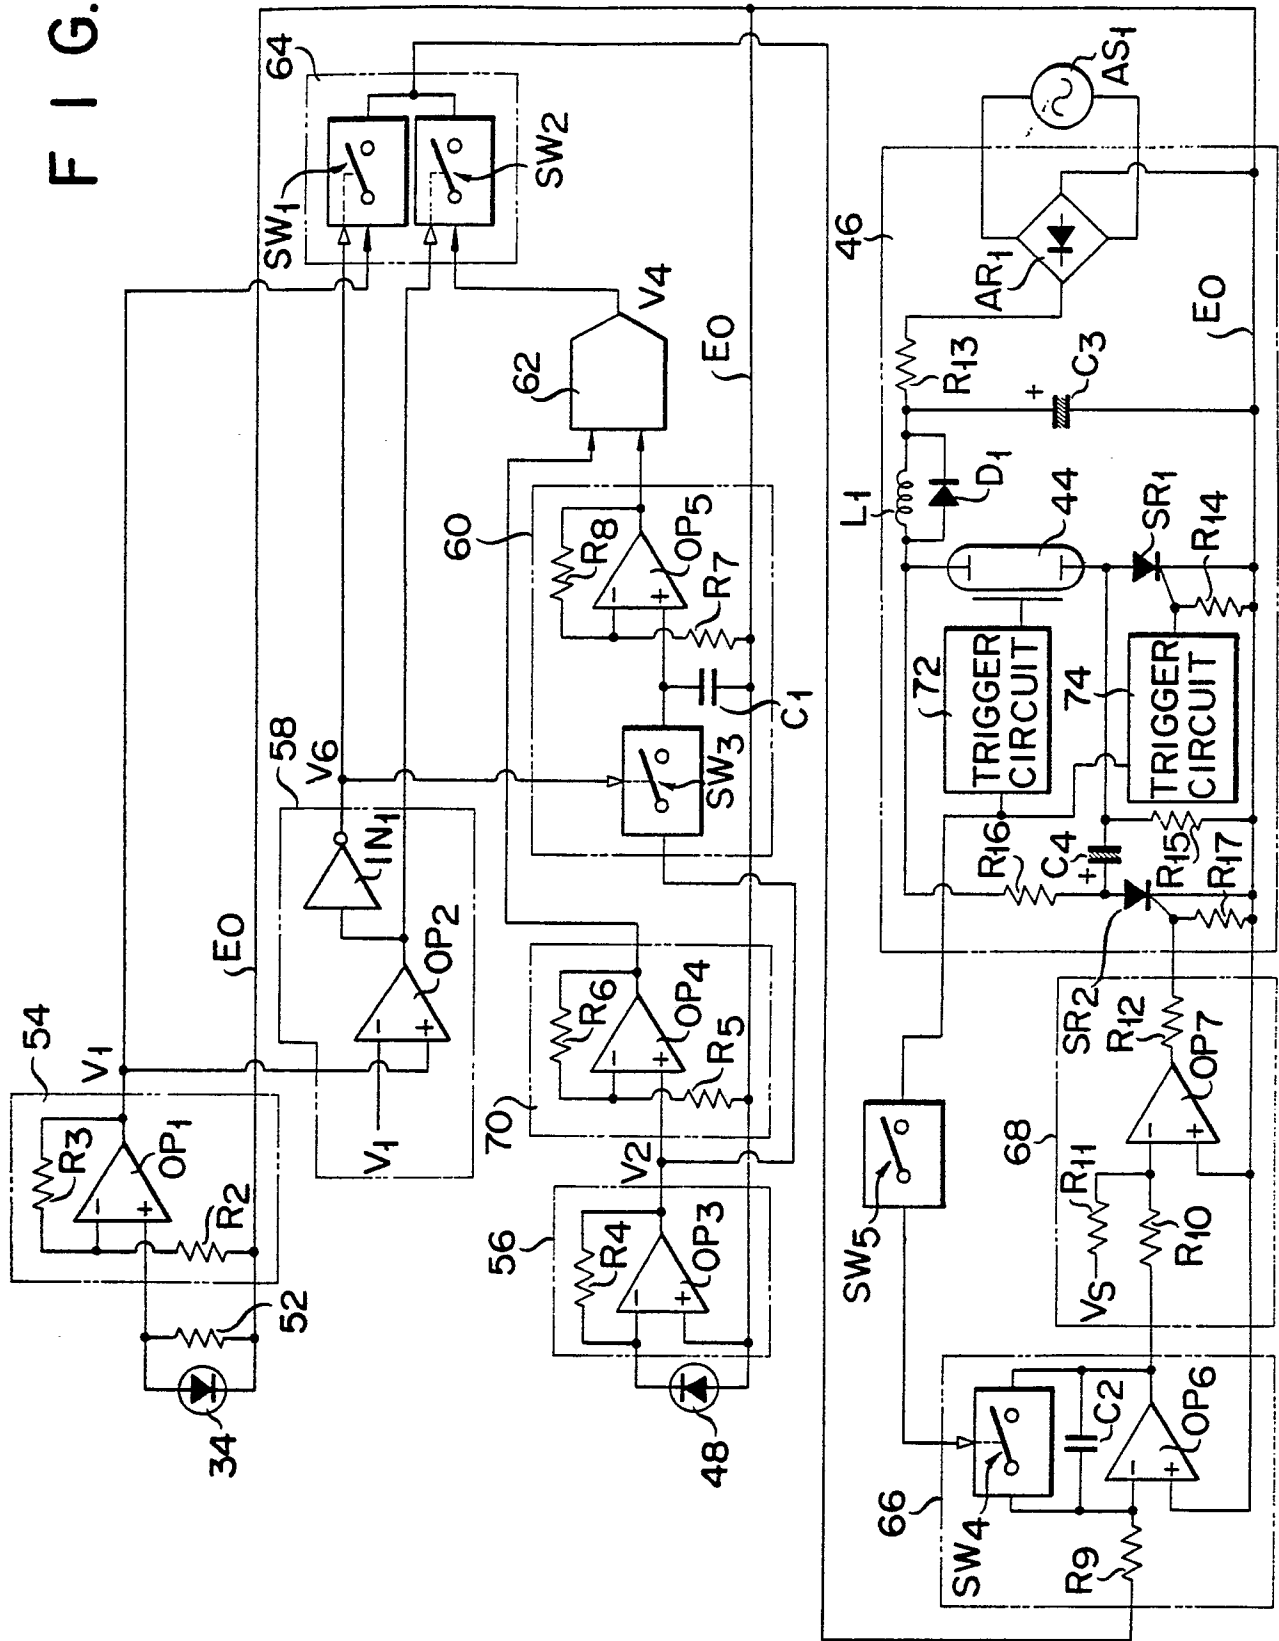 FIG.
54
R3
OP1
R2
52
34
V1
E0
64
SW1
SW2
58
V6
IN1
OP2
V1
V4
62
60
R8
OP5
R7
C1
SW3
E0
70
R6
OP4
R5
V2
56
R4
OP3
48
46
AS1
AR1
R13
C3
E0
L1
D1
44
SR1
R14
72
TRIGGER
CIRCUIT
74
TRIGGER
CIRCUIT
R16
C4
R15
R17
SR2
SW5
68
R12
OP7
R11
R10
VS
66
SW4
C2
OP6
R9